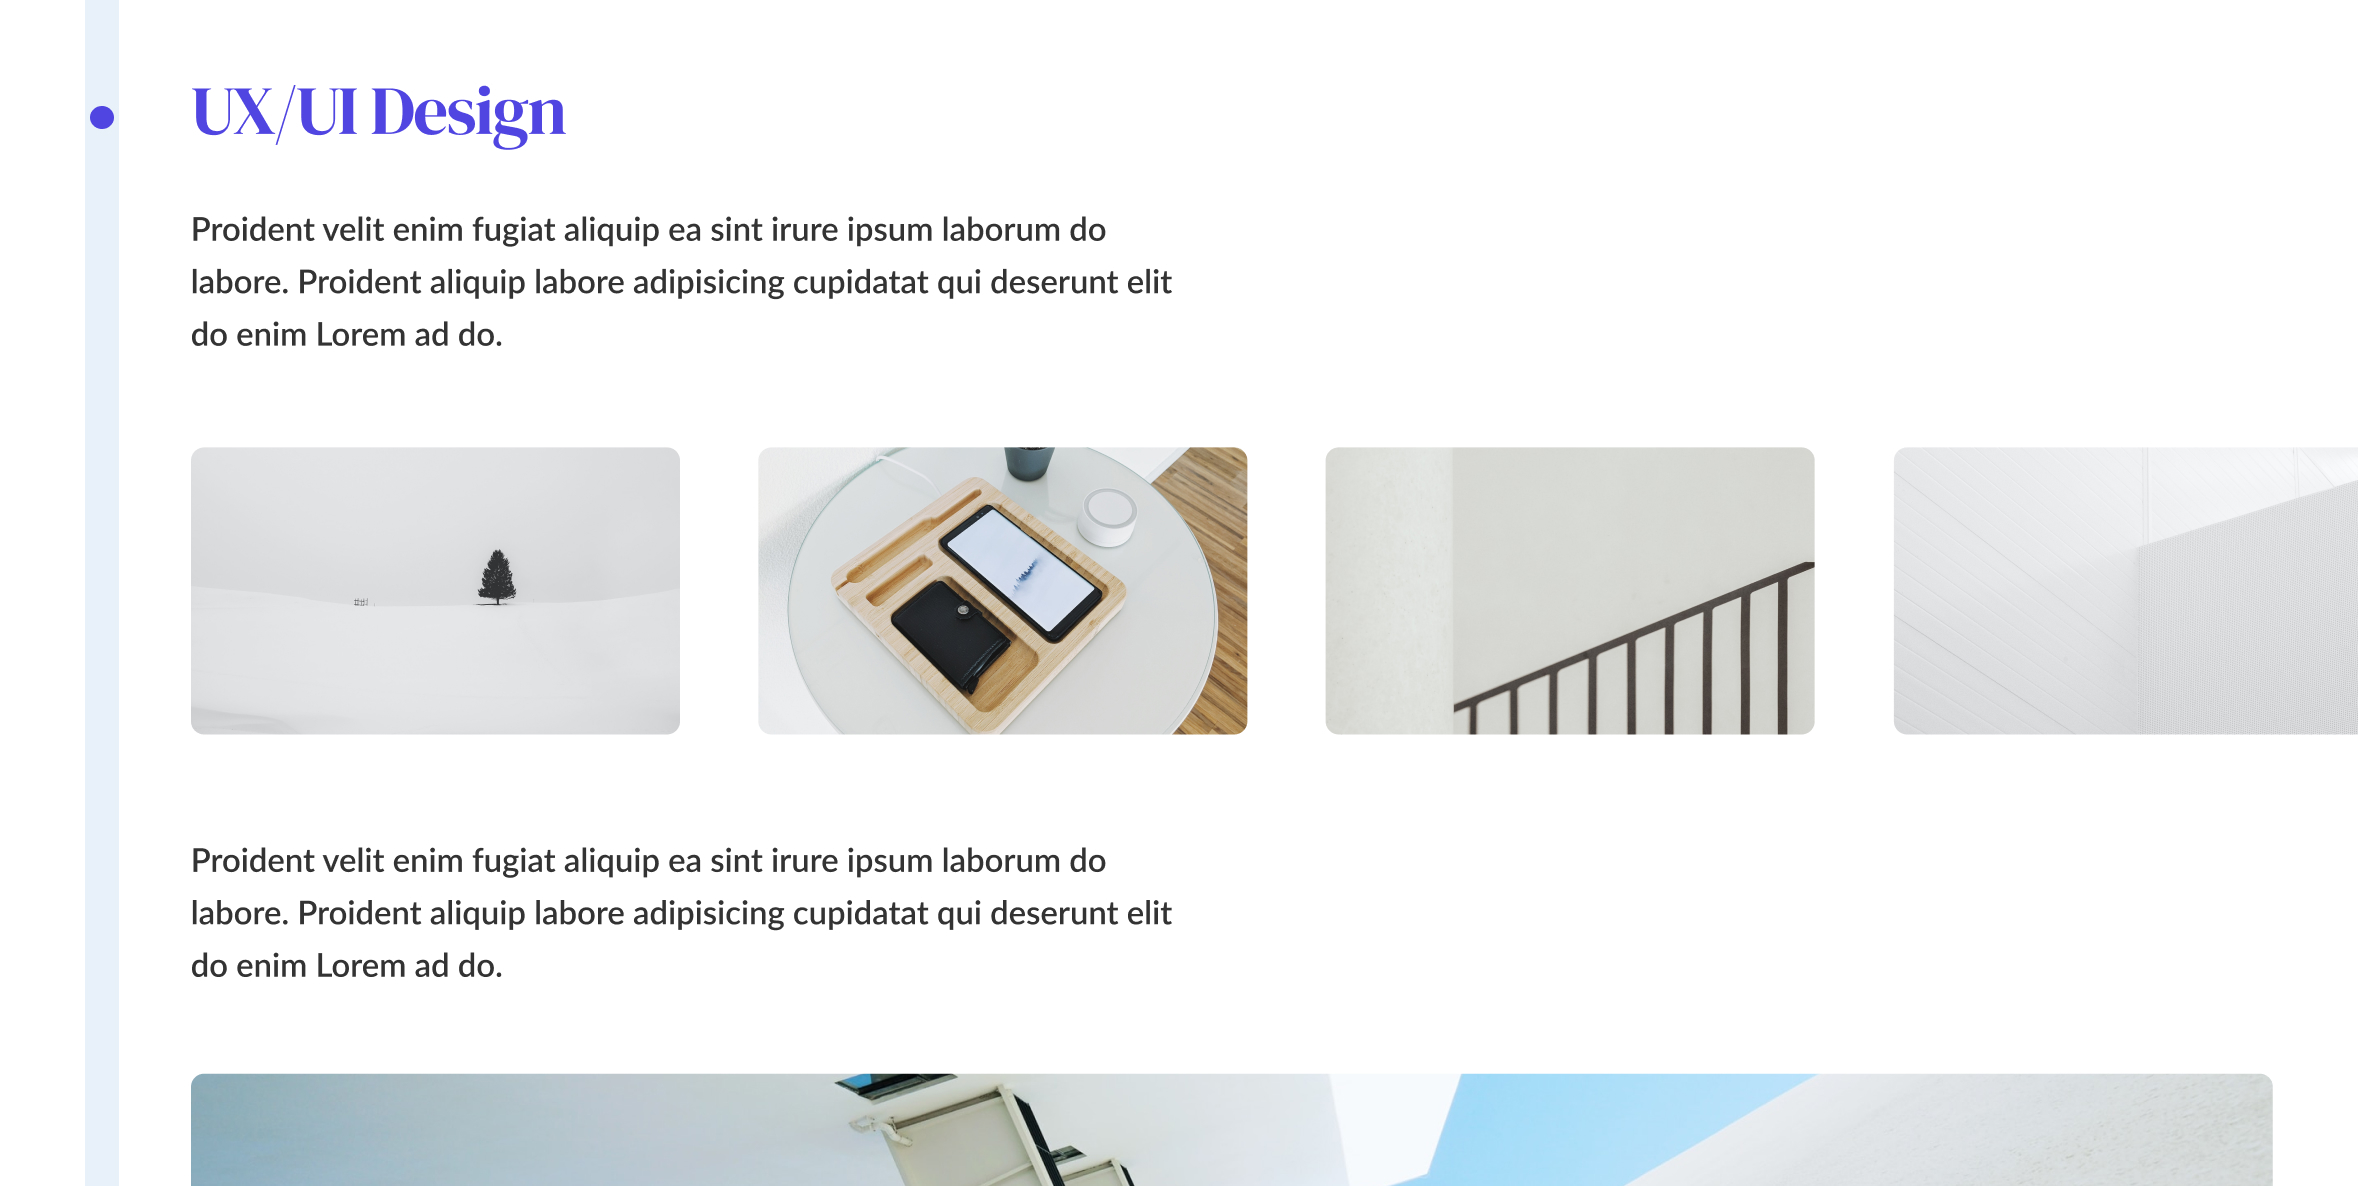 UX/UI Design
Proident velit enim fugiat aliquip ea sint irure ipsum laborum do
labore. Proident aliquip labore adipisicing cupidatat qui deserunt elit
do enim Lorem ad do.
Proident velit enim fugiat aliquip ea sint irure ipsum laborum do
labore. Proident aliquip labore adipisicing cupidatat qui deserunt elit
do enim Lorem ad do.